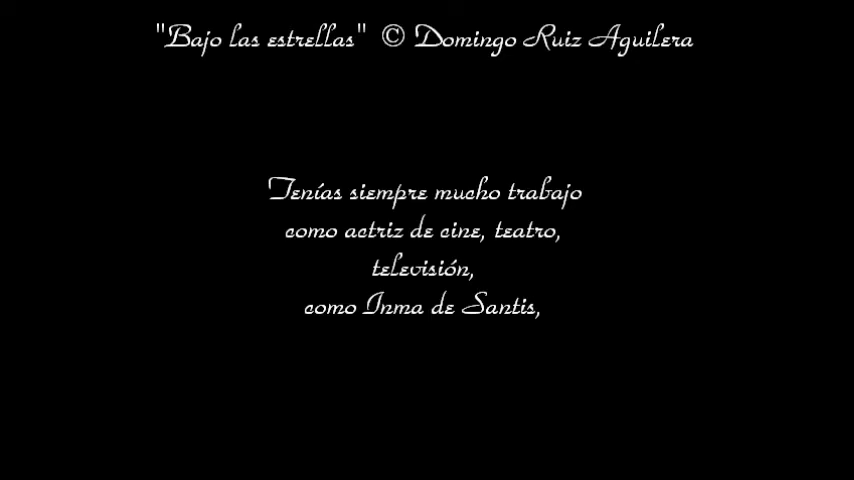 "Bajo las estrellas" © Domingo Ruiz Aguilera
Tenías siempre mucho trabajo
como actriz de cine, teatro,
televisión,
como Inma de Santis,